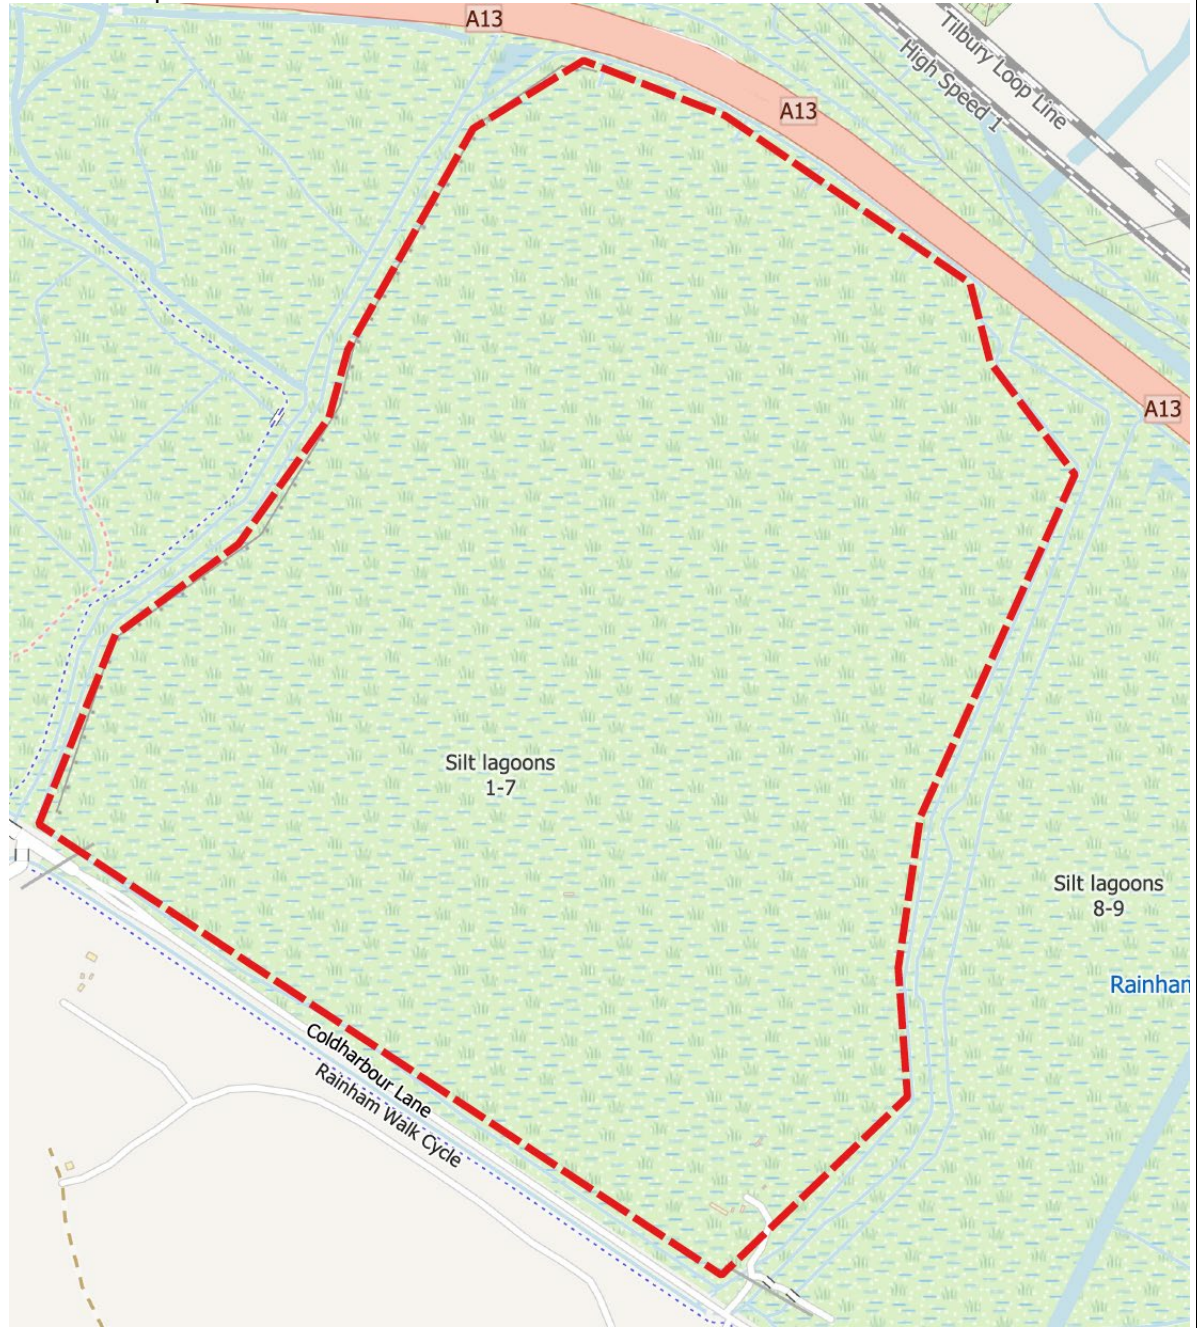 A13
Tilbury Loop Line
High Speed 1
A13
A13
Silt lagoons
1-7
Silt lagoons
8-9
Rainhan
Coldharbour Lane
Rainham Walk Cycle